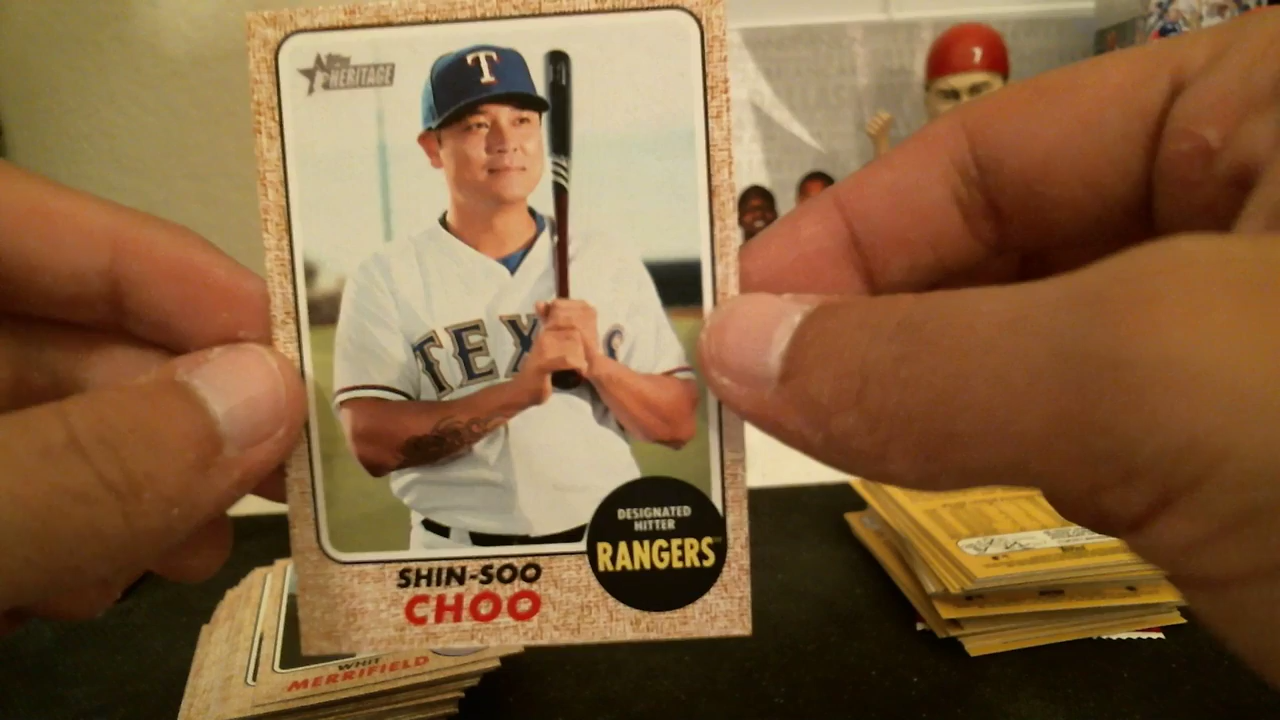 HERITAGE
T
TEXAS
DESIGNATED
HITTER
RANGERS
SHIN-SOO
CHOO
WHIT
MERRIFIELD